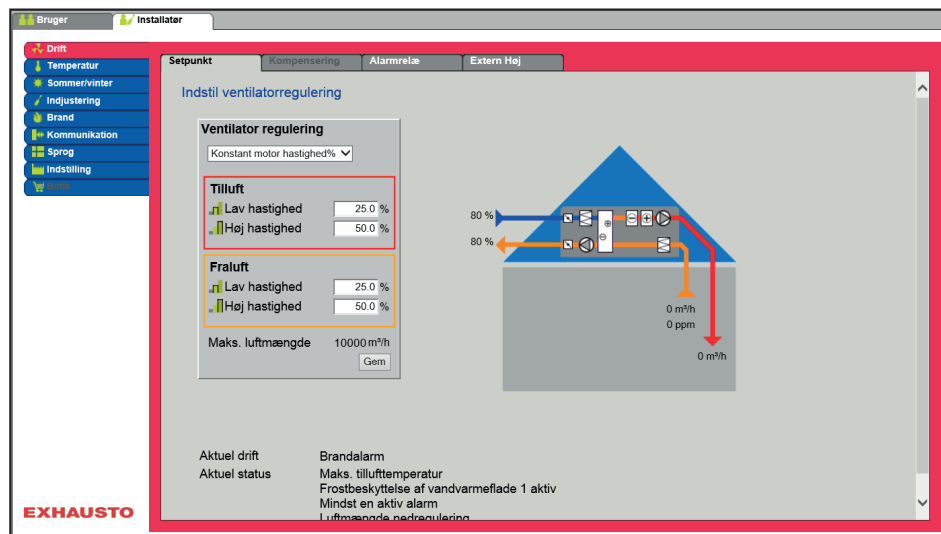 Bruger
Installatør
Drift
Temperatur
Sommer/vinter
Indjustering
Brand
Kommunikation
Sprog
Indstilling
Butik
EXHAUSTO
Setpunkt
Kompensering
Alarmrelæ
Extern Høj
Indstil ventilatorregulering
Ventilator regulering
Konstant motor hastighed%
Tilluft
Lav hastighed 25.0 %
Høj hastighed 50.0 %
Fraluft
Lav hastighed 25.0 %
Høj hastighed 50.0 %
Maks. luftmængde 10000 m³/h
Gem
80 %
80 %
0 m³/h
0 ppm
0 m³/h
Aktuel drift Brandalarm
Aktuel status Maks. tillufttemperatur
Frostbeskyttelse af vandvarmeflade 1 aktiv
Mindst en aktiv alarm
Luftmængde nedregulering